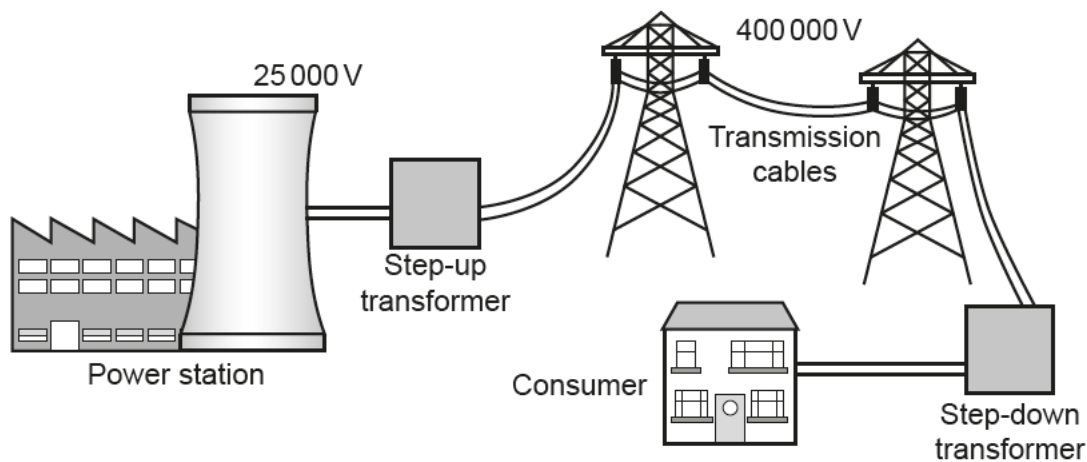 400 000 V
25 000 V
Transmission
cables
Step-up
transformer
Power station
Consumer
Step-down
transformer